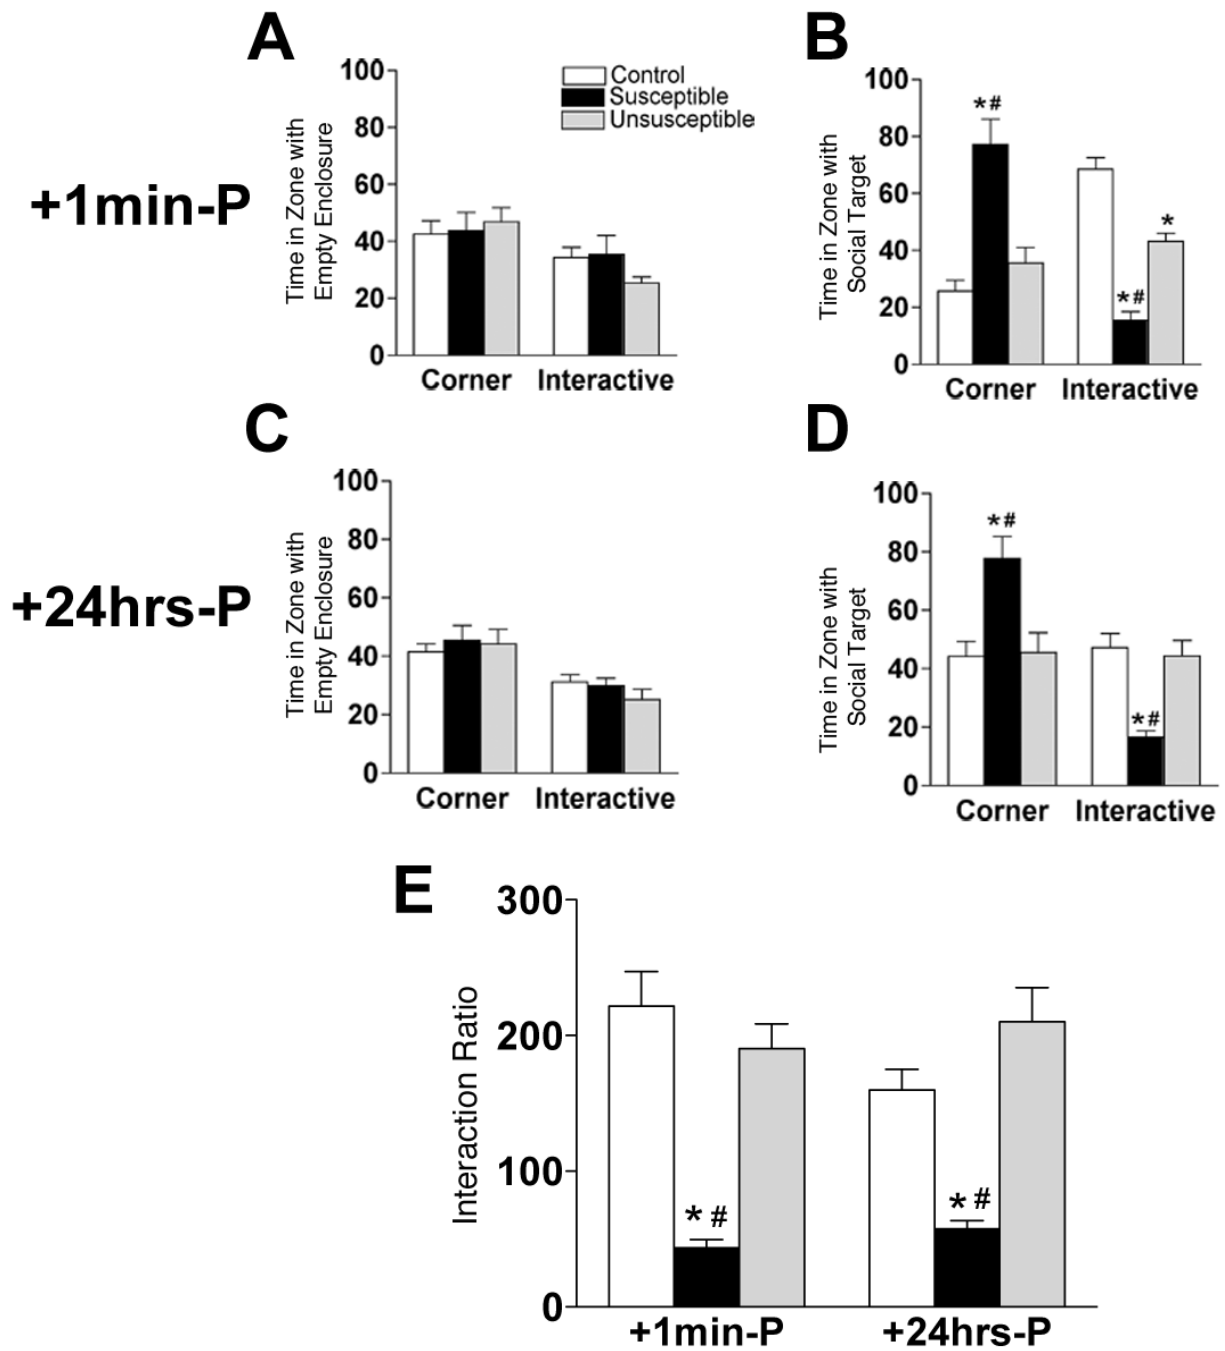 A
B
+1min-P
Time in Zone with
Empty Enclosure
100
80
60
40
20
0
Control
Susceptible
Unsusceptible
Corner
Interactive
Time in Zone with
Social Target
100
80
60
40
20
0
*#
*#
*
Corner
Interactive
C
D
+24hrs-P
Time in Zone with
Empty Enclosure
100
80
60
40
20
0
Corner
Interactive
Time in Zone with
Social Target
100
80
60
40
20
0
*#
*#
Corner
Interactive
E
Interaction Ratio
300
200
100
0
* #
* #
+1min-P
+24hrs-P